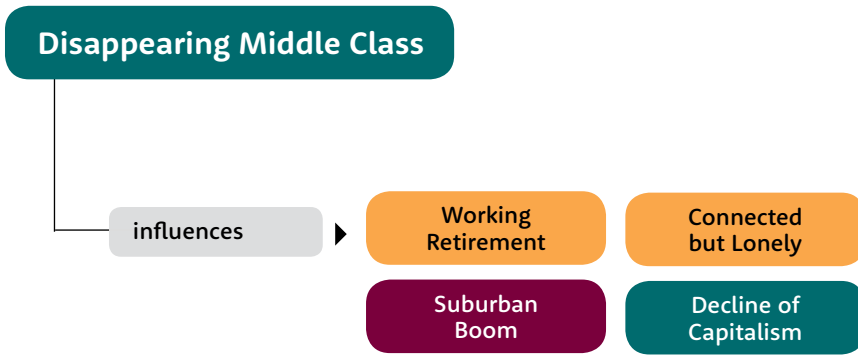 Disappearing Middle Class
influences
Working
Retirement
Connected
but Lonely
Suburban
Boom
Decline of
Capitalism